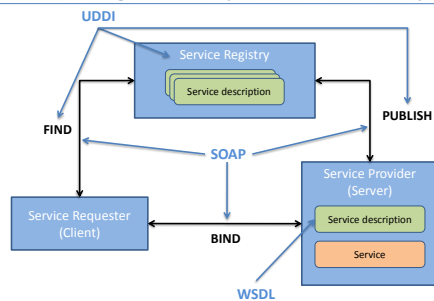 UDDI
Service Registry
Service description
FIND
PUBLISH
SOAP
Service Requester
(Client)
BIND
Service Provider
(Server)
Service description
Service
WSDL